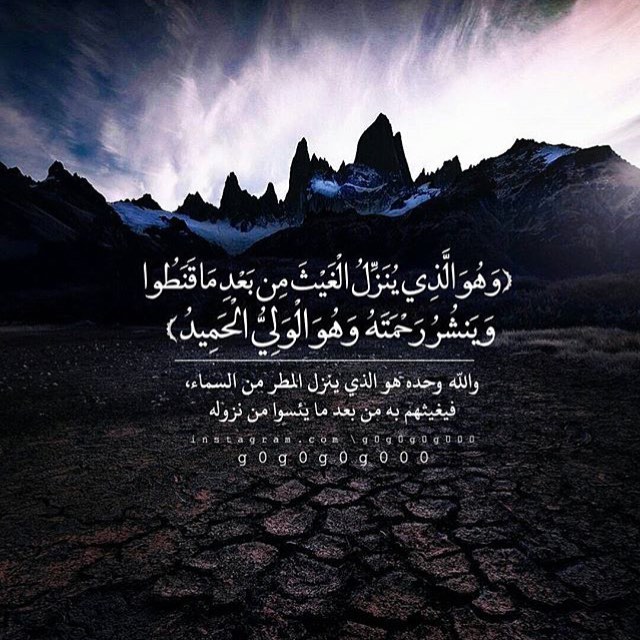 ﴿وَهُوَ الَّذِي يُنَزِّلُ الْغَيْثَ مِن بَعْدِ مَا قَنَطُوا
وَيَنشُرُ رَحْمَتَهُ وَهُوَ الْوَلِيُّ الْحَمِيدُ﴾
والله وحده هو الذي ينزل المطر من السماء،
فيغيثهم به من بعد ما يئسوا من نزوله
instagram.com \g0g0g0g000
g0g0g0g000